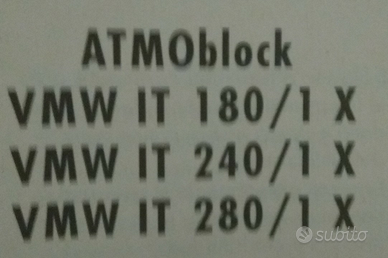 ATMOblock
VMW IT 180/1 X
VMW IT 240/1 X
VMW IT 280/1 X
subito